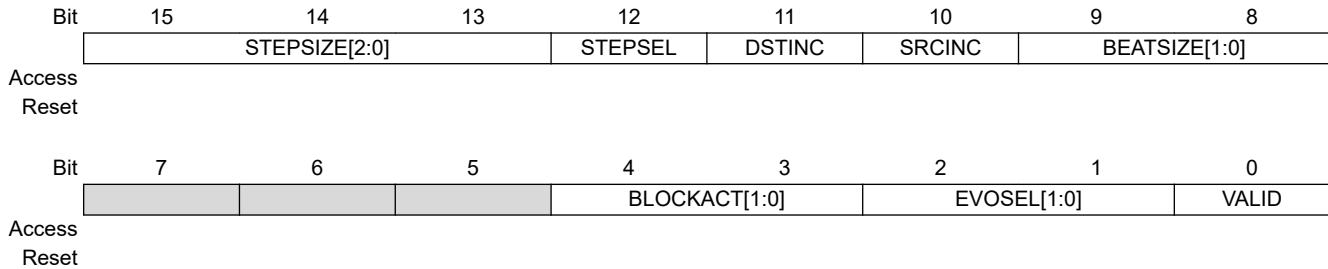 Bit 15 14 13 12 11 10 9 8
STEPSIZE[2:0] STEPSEL DSTINC SRCINC BEATSIZE[1:0]
Access
Reset
Bit 7 6 5 4 3 2 1 0
BLOCKACT[1:0] EVOSEL[1:0] VALID
Access
Reset